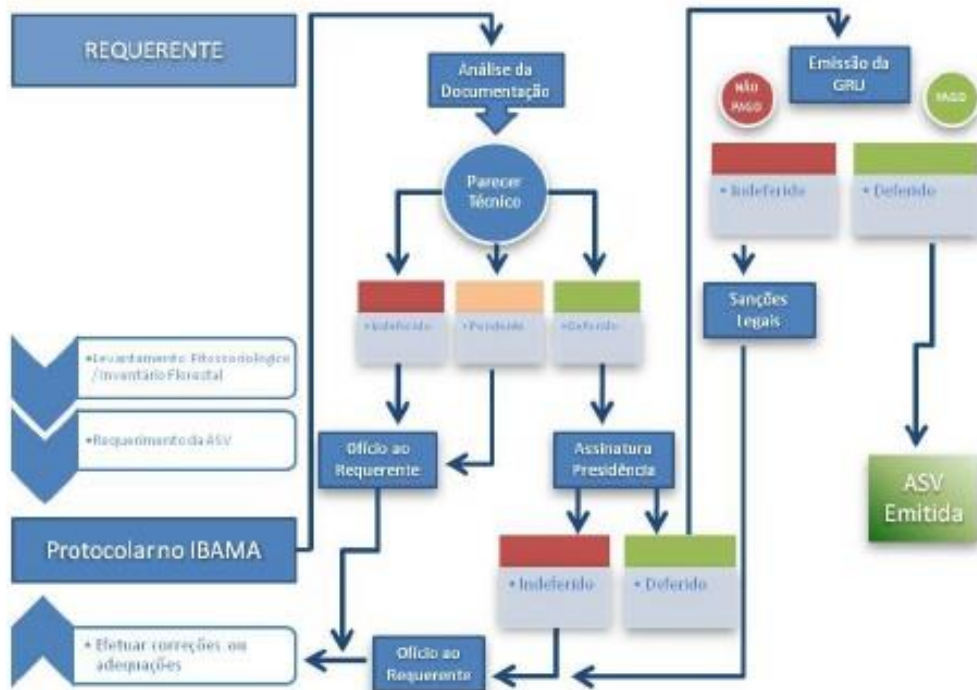 REQUERENTE
•Levantamento Fitossociológico
/ Inventário Florestal
•Requerimento da ASV
Protocolar no IBAMA
• Efetuar correções ou
adequações
Análise da
Documentação
Parecer
Técnico
•Indeferido
•Deferido
Ofício ao
Requerente
Assinatura
Presidência
• Indeferido
• Deferido
Ofício ao
Requerente
Emissão da
GRU
NÃO
PAGO
PAGO
• Indeferido
• Deferido
Sanções
Legais
ASV
Emitida